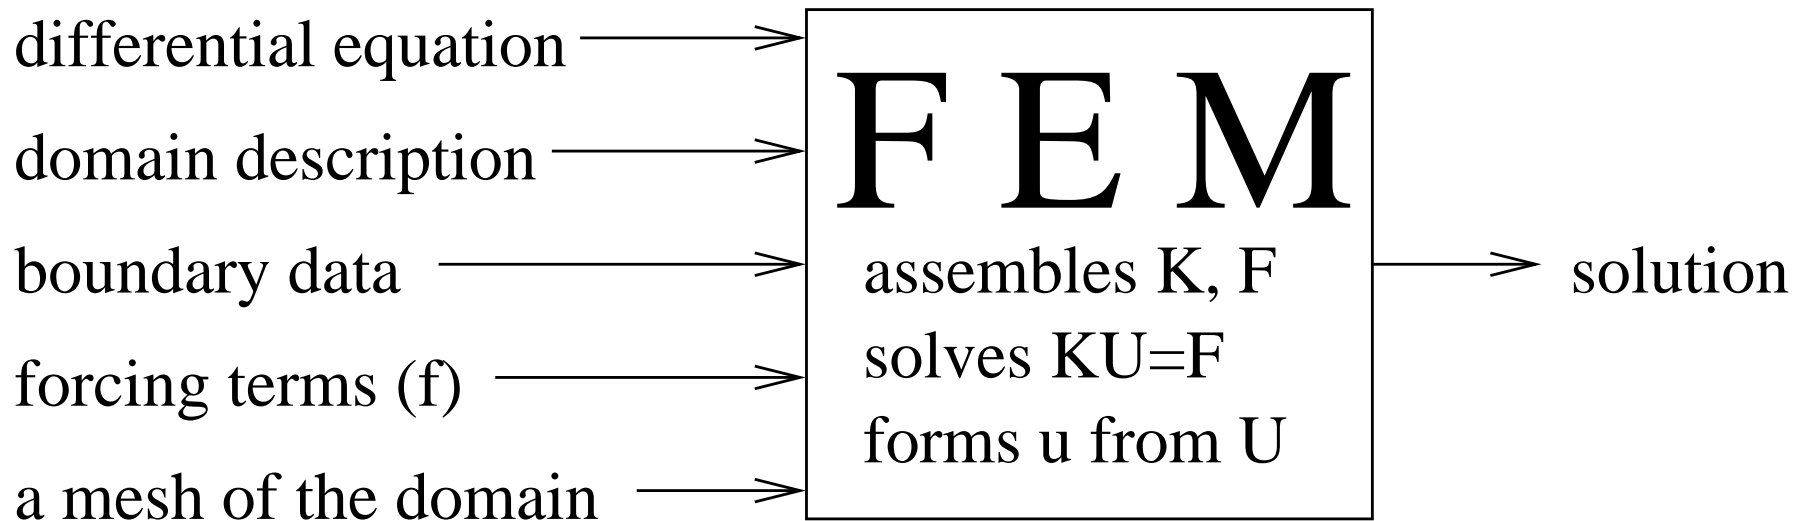 differential equation
domain description
boundary data
forcing terms (f)
a mesh of the domain
F E M
assembles K, F
solves KU=F
forms u from U
solution